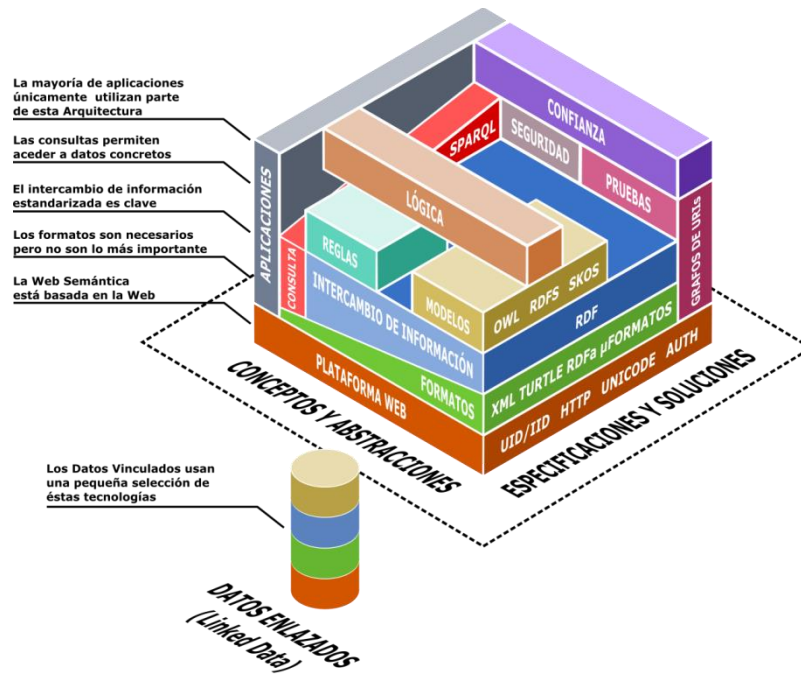 La mayoría de aplicaciones
únicamente utilizan parte
de esta Arquitectura
Las consultas permiten
aceder a datos concretos
El intercambio de información
estandarizada es clave
Los formatos son necesarios
pero no son lo más importante
La Web Semántica
está basada en la Web
APLICACIONES
CONSULTA
REGLAS
LÓGICA
MODELOS
INTERCAMBIO DE INFORMACIÓN
FORMATOS
PLATAFORMA WEB
CONFIANZA
SPARQL
SEGURIDAD
PRUEBAS
GRAFOS DE URIs
OWL RDFS SKOS
RDF
XML TURTLE RDFa µFORMATOS
UID/IID HTTP UNICODE AUTH
CONCEPTOS Y ABSTRACCIONES
ESPECIFICACIONES Y SOLUCIONES
Los Datos Vinculados usan
una pequeña selección de
éstas tecnologías
DATOS ENLAZADOS
(Linked Data)